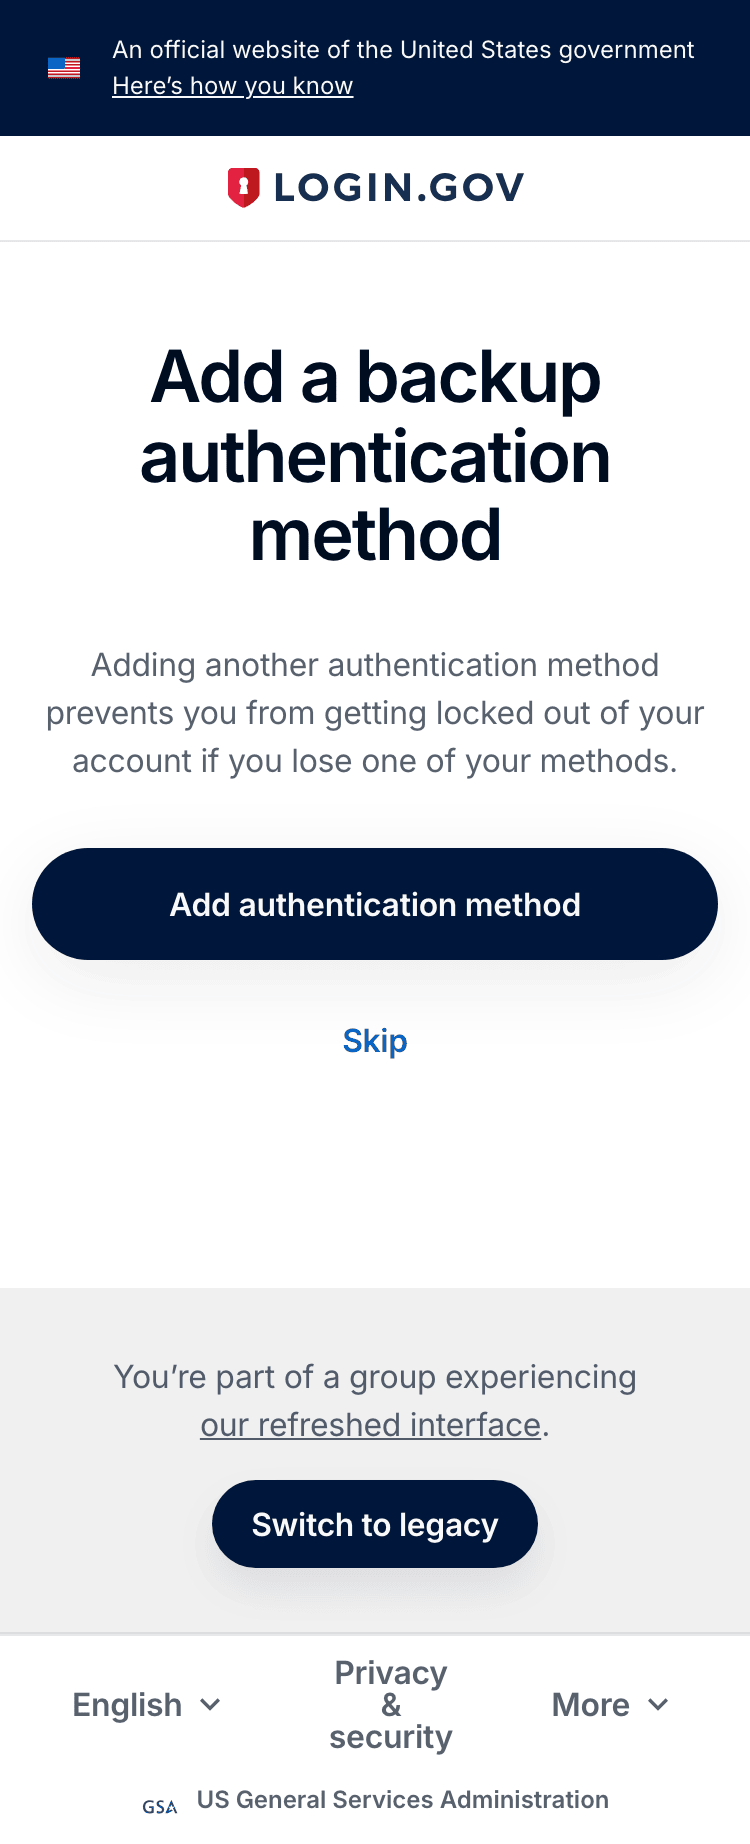 An official website of the United States government
Here’s how you know
LOGIN.GOV
Add a backup
authentication
method
Adding another authentication method
prevents you from getting locked out of your
account if you lose one of your methods.
Add authentication method
Skip
You’re part of a group experiencing
our refreshed interface.
Switch to legacy
English
Privacy
&
security
More
GSA US General Services Administration